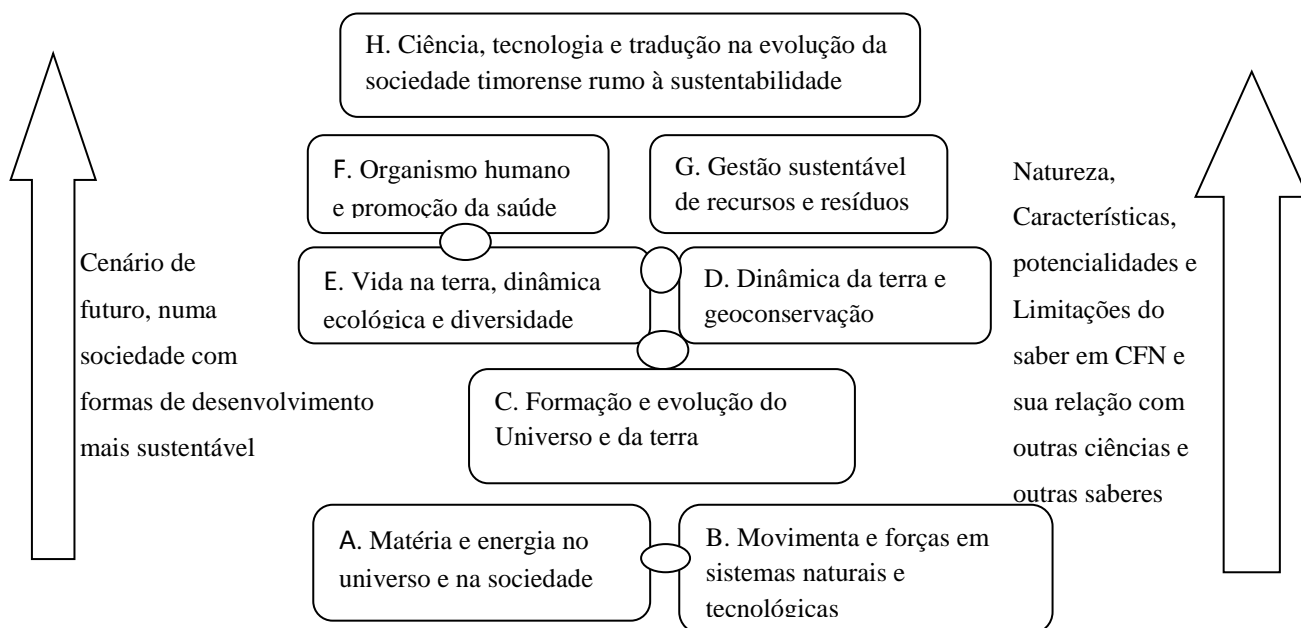 H. Ciência, tecnologia e tradução na evolução da
sociedade timorense rumo à sustentabilidade
F. Organismo humano
e promoção da saúde
G. Gestão sustentável
de recursos e resíduos
Cenário de
futuro, numa
sociedade com
formas de desenvolvimento
mais sustentável
E. Vida na terra, dinâmica
ecológica e diversidade
D. Dinâmica da terra e
geoconservação
Natureza,
Características,
potencialidades e
Limitações do
saber em CFN e
sua relação com
outras ciências e
outras saberes
C. Formação e evolução do
Universo e da terra
A. Matéria e energia no
universo e na sociedade
B. Movimenta e forças em
sistemas naturais e
tecnológicas